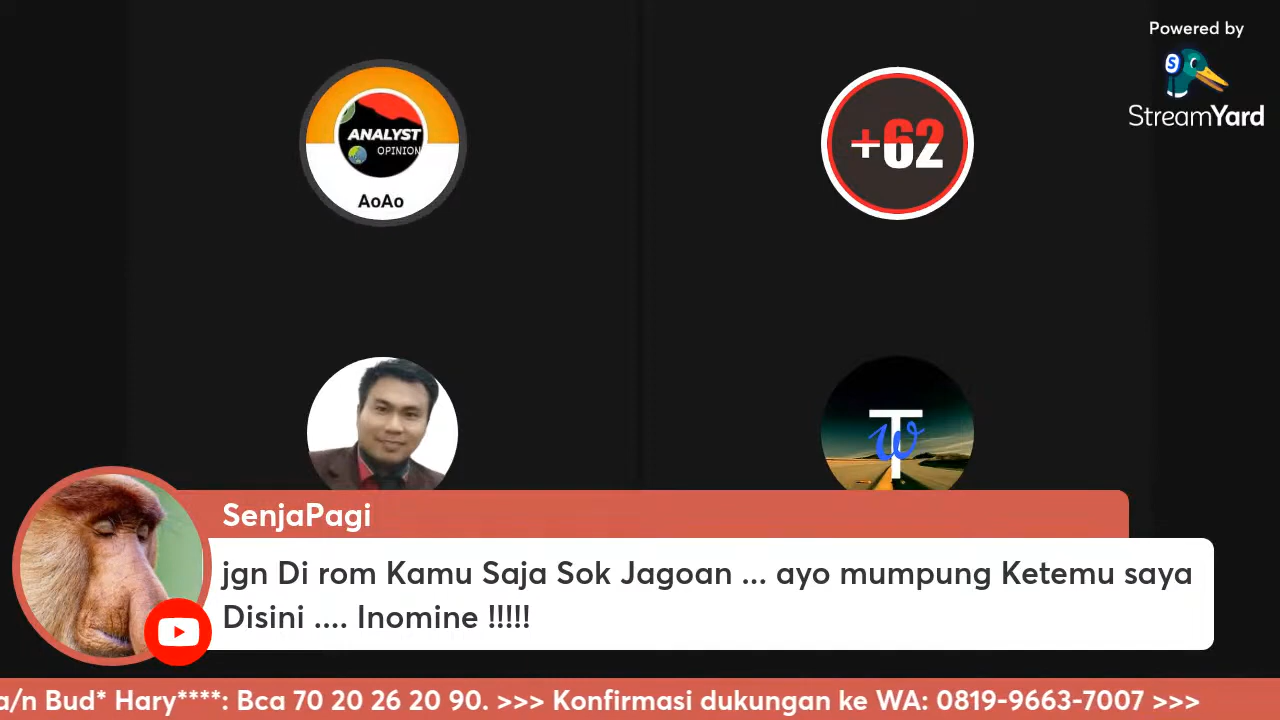 Powered by
S
StreamYard
ANALYST
OPINION
AoAo
+62
T
w
SenjaPagi
jgn Di rom Kamu Saja Sok Jagoan ... ayo mumpung Ketemu saya
Disini .... Inomine !!!!!
a/n Bud* Hary****: Bca 70 20 26 20 90. >>> Konfirmasi dukungan ke WA: 0819-9663-7007 >>>